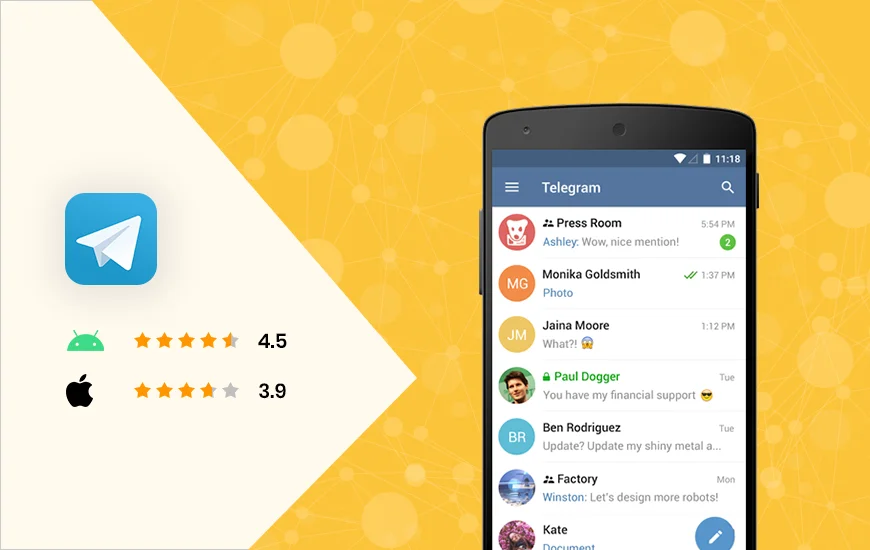 4.5
3.9
11:18
Telegram
Press Room 5:54 PM
Ashley: Wow, nice mention! 2
MG Monika Goldsmith 1:37 PM
Photo
JM Jaina Moore 1:12 PM
What?! 😱
Paul Dogger Tue
You have my financial support 😎
BR Ben Rodriguez Tue
Update? Update my shiny metal a...
Factory Mon
Winston: Let's design more robots!
Kate
Document